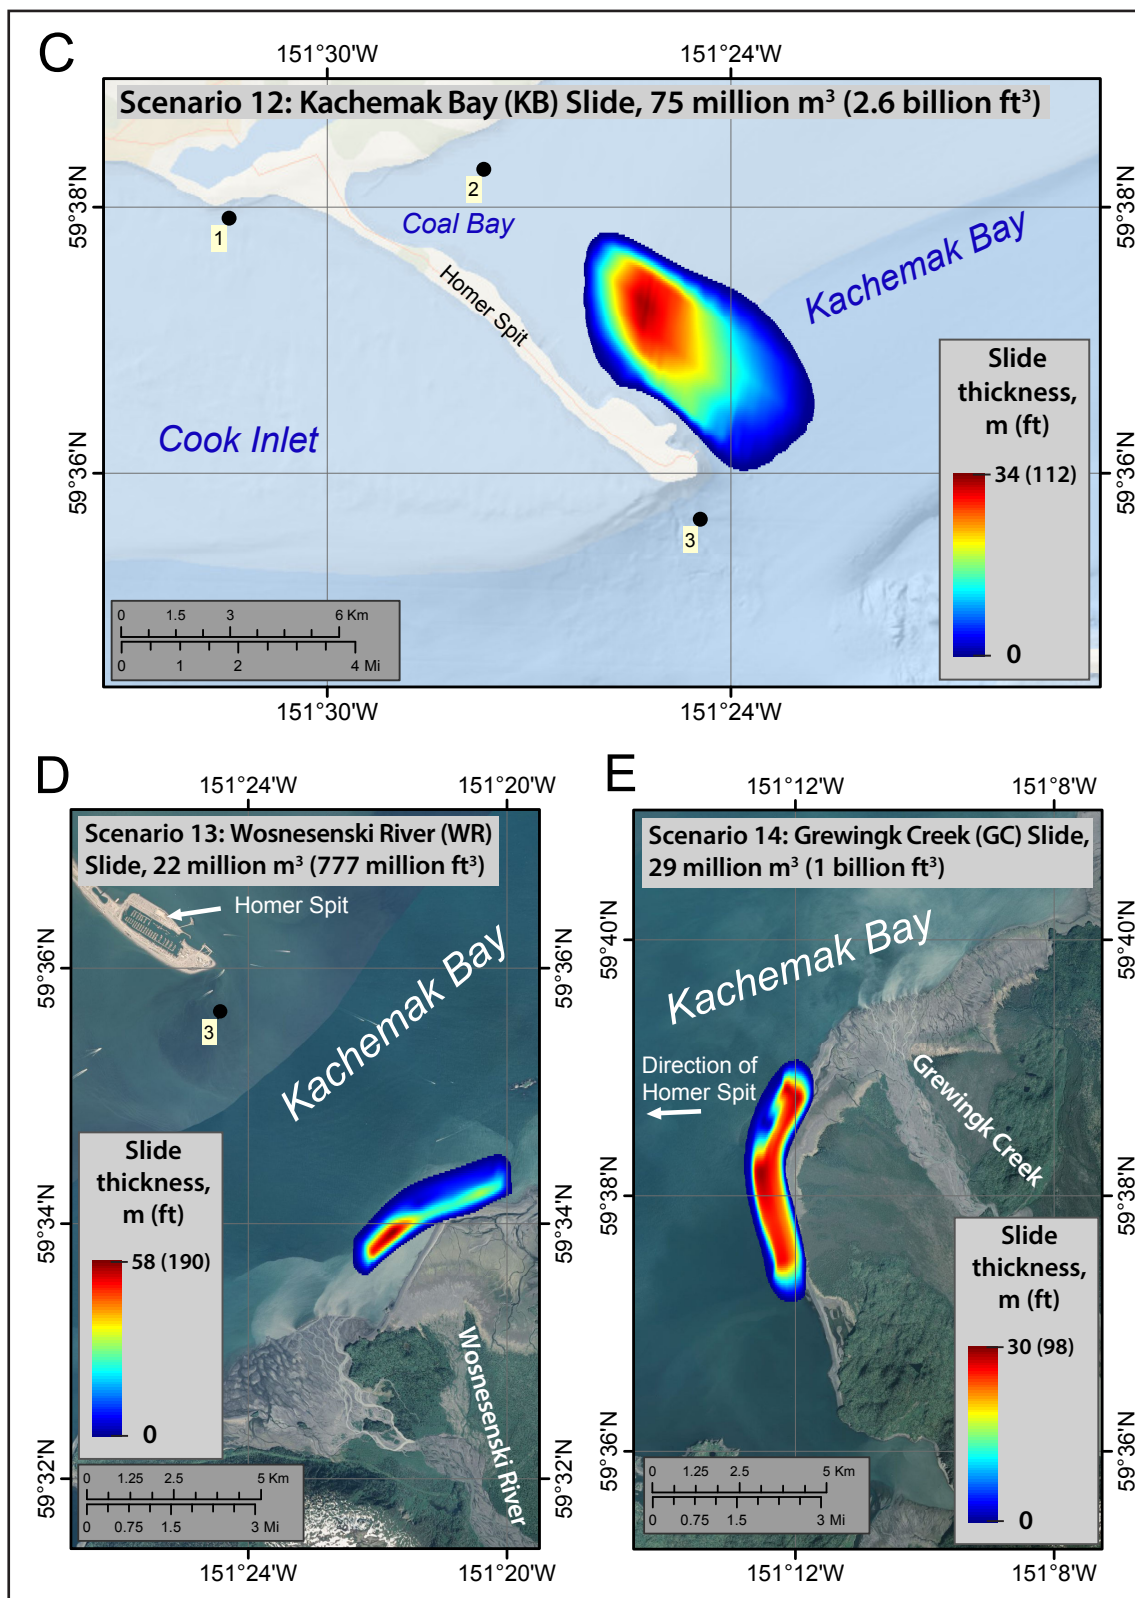 C
151°30'W
151°24'W
Scenario 12: Kachemak Bay (KB) Slide, 75 million m³ (2.6 billion ft³)
59°38'N
59°38'N
1
2
Coal Bay
Kachemak Bay
Homer Spit
Cook Inlet
Slide
thickness,
m (ft)
34 (112)
0
59°36'N
59°36'N
3
0 1.5 3 6 Km
0 1 2 4 Mi
151°30'W
151°24'W
D
151°24'W
151°20'W
Scenario 13: Wosnesenski River (WR)
Slide, 22 million m³ (777 million ft³)
Homer Spit
59°36'N
59°36'N
3
Kachemak Bay
Slide
thickness,
m (ft)
58 (190)
0
59°34'N
59°34'N
Wosnesenski River
59°32'N
59°32'N
0 1.25 2.5 5 Km
0 0.75 1.5 3 Mi
151°24'W
151°20'W
E
151°12'W
151°8'W
Scenario 14: Grewingk Creek (GC) Slide,
29 million m³ (1 billion ft³)
59°40'N
59°40'N
Kachemak Bay
Direction of
Homer Spit
Grewingk Creek
59°38'N
59°38'N
Slide
thickness,
m (ft)
30 (98)
0
59°36'N
59°36'N
0 1.25 2.5 5 Km
0 0.75 1.5 3 Mi
151°12'W
151°8'W